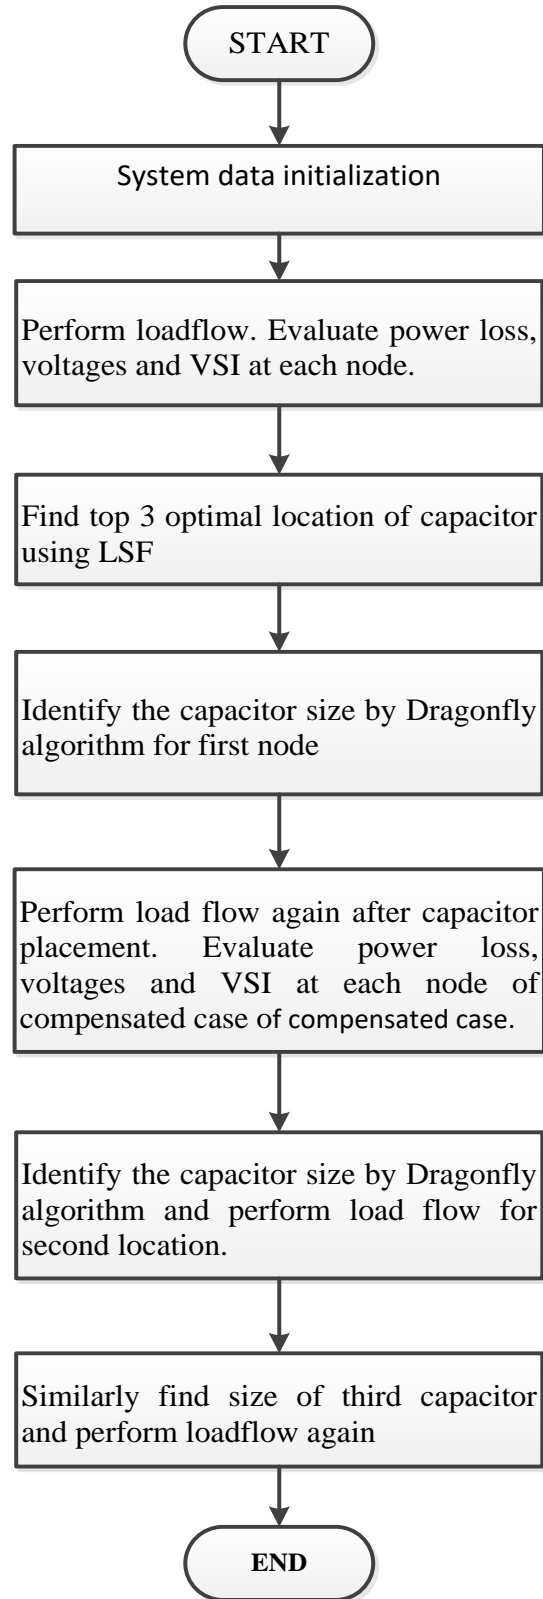 START
System data initialization
Perform loadflow. Evaluate power loss,
voltages and VSI at each node.
Find top 3 optimal location of capacitor
using LSF
Identify the capacitor size by Dragonfly
algorithm for first node
Perform load flow again after capacitor
placement. Evaluate power loss,
voltages and VSI at each node of
compensated case of compensated case.
Identify the capacitor size by Dragonfly
algorithm and perform load flow for
second location.
Similarly find size of third capacitor
and perform loadflow again
END